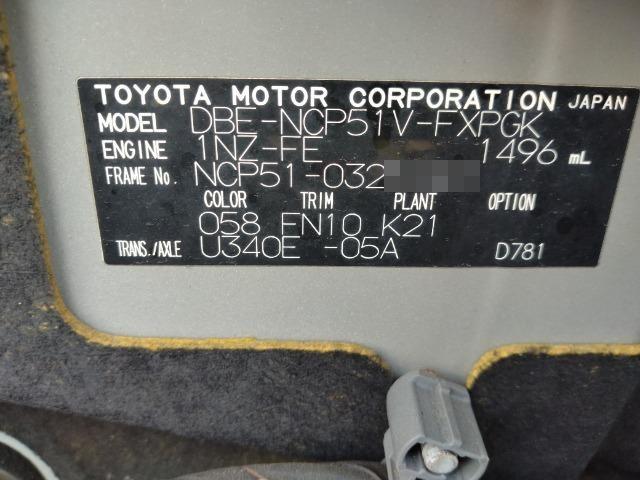 TOYOTA MOTOR CORPORATION JAPAN
MODEL DBE-NCP51V-FXPGK
ENGINE 1NZ-FE 1496 mL
FRAME No. NCP51-032
COLOR TRIM PLANT OPTION
058 FN10 K21
TRANS./AXLE U340E -05A D781